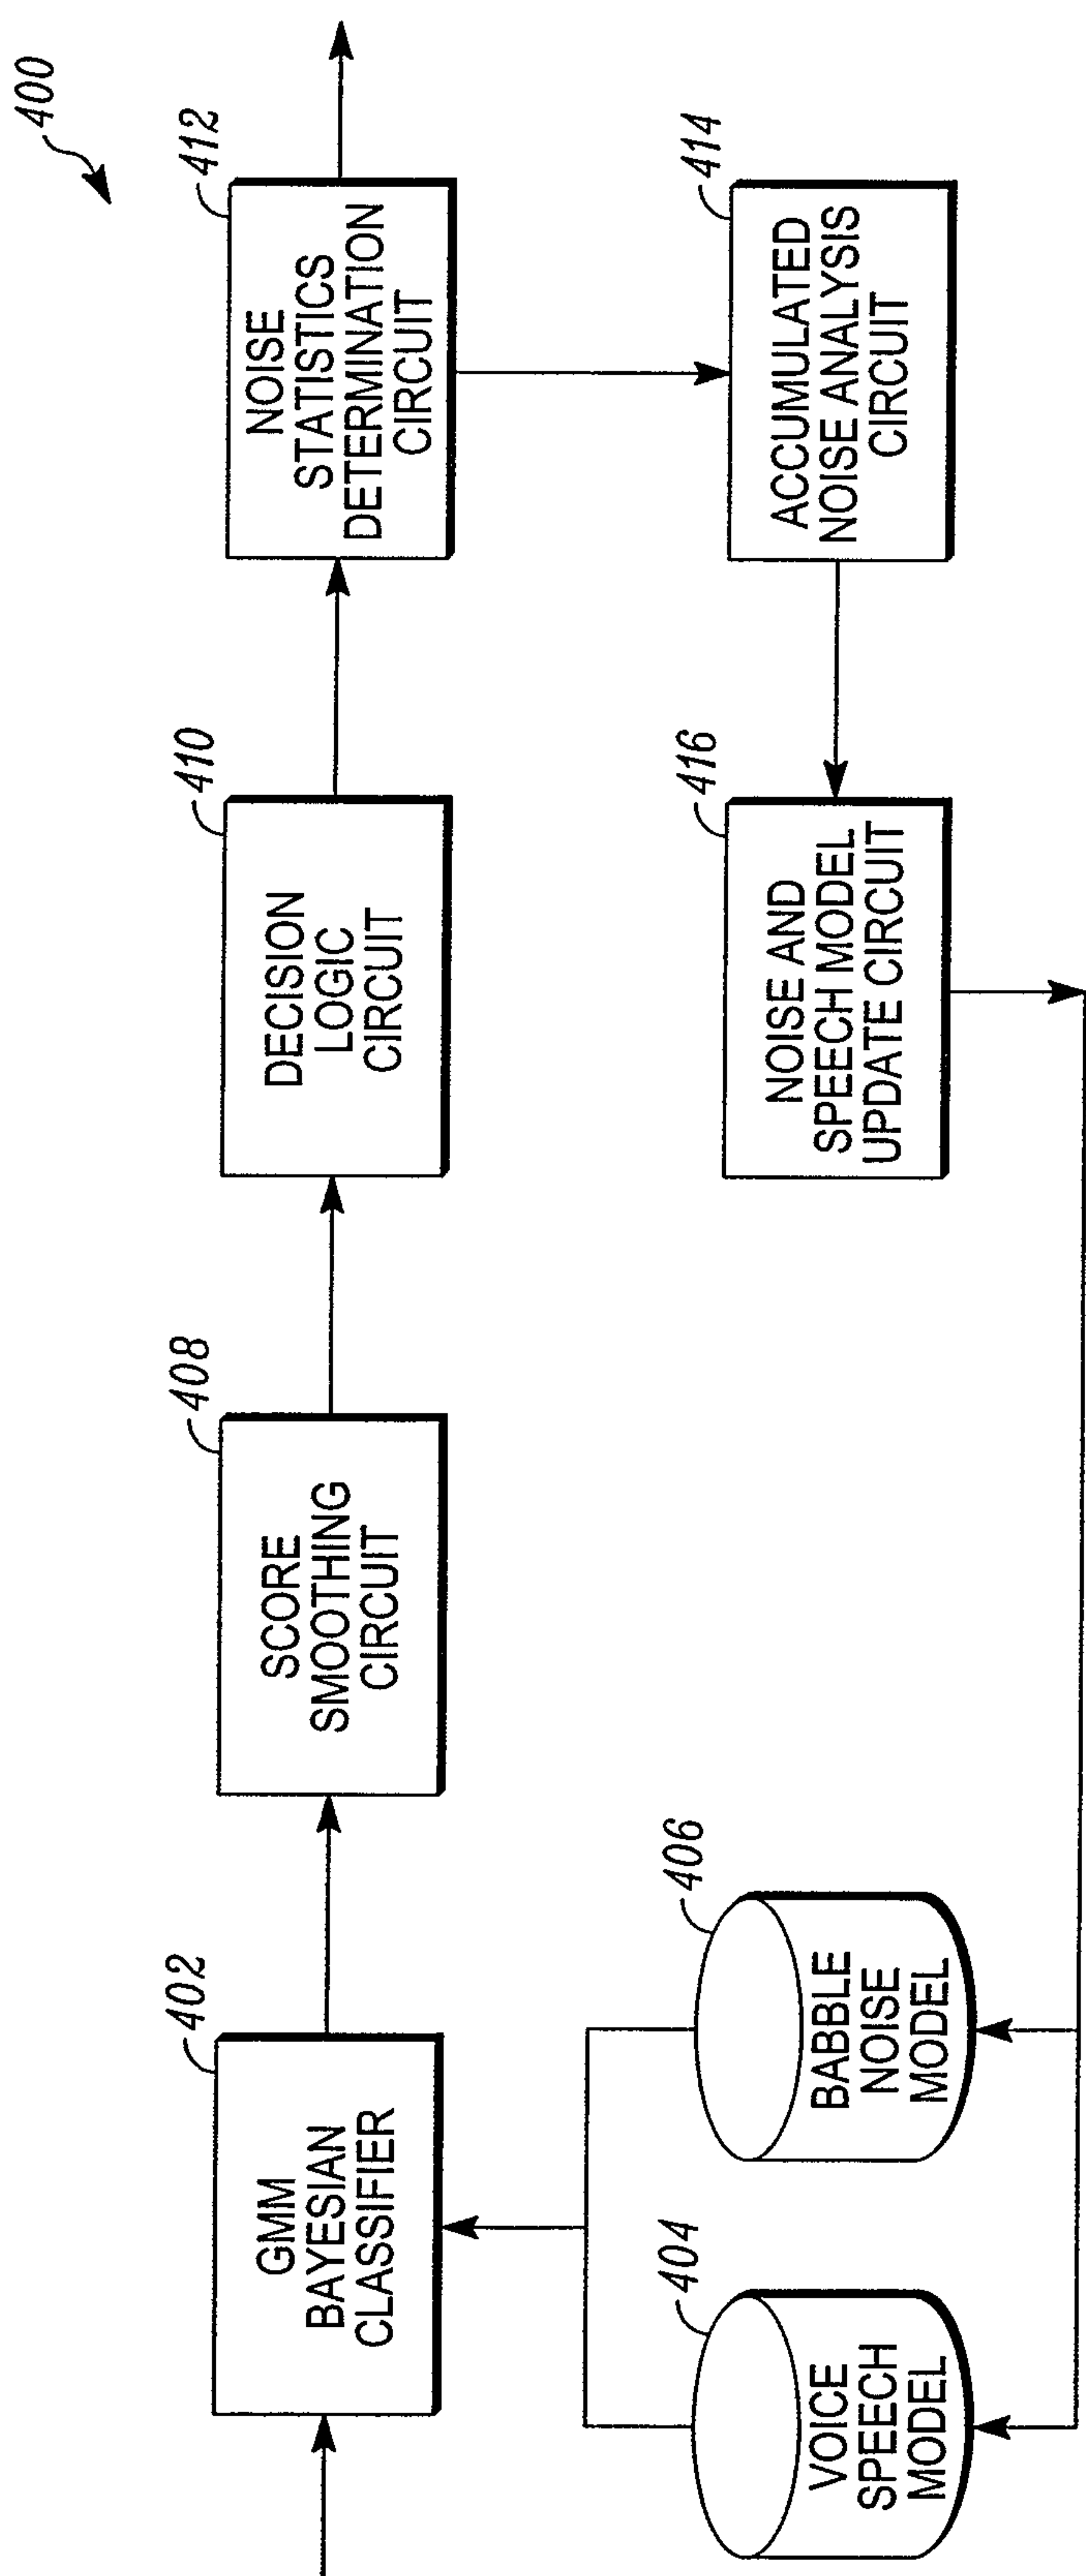 400
402
GMM
BAYESIAN
CLASSIFIER
408
SCORE
SMOOTHING
CIRCUIT
410
DECISION
LOGIC
CIRCUIT
412
NOISE
STATISTICS
DETERMINATION
CIRCUIT
404
VOICE
SPEECH
MODEL
406
BABBLE
NOISE
MODEL
416
NOISE AND
SPEECH MODEL
UPDATE CIRCUIT
414
ACCUMULATED
NOISE ANALYSIS
CIRCUIT